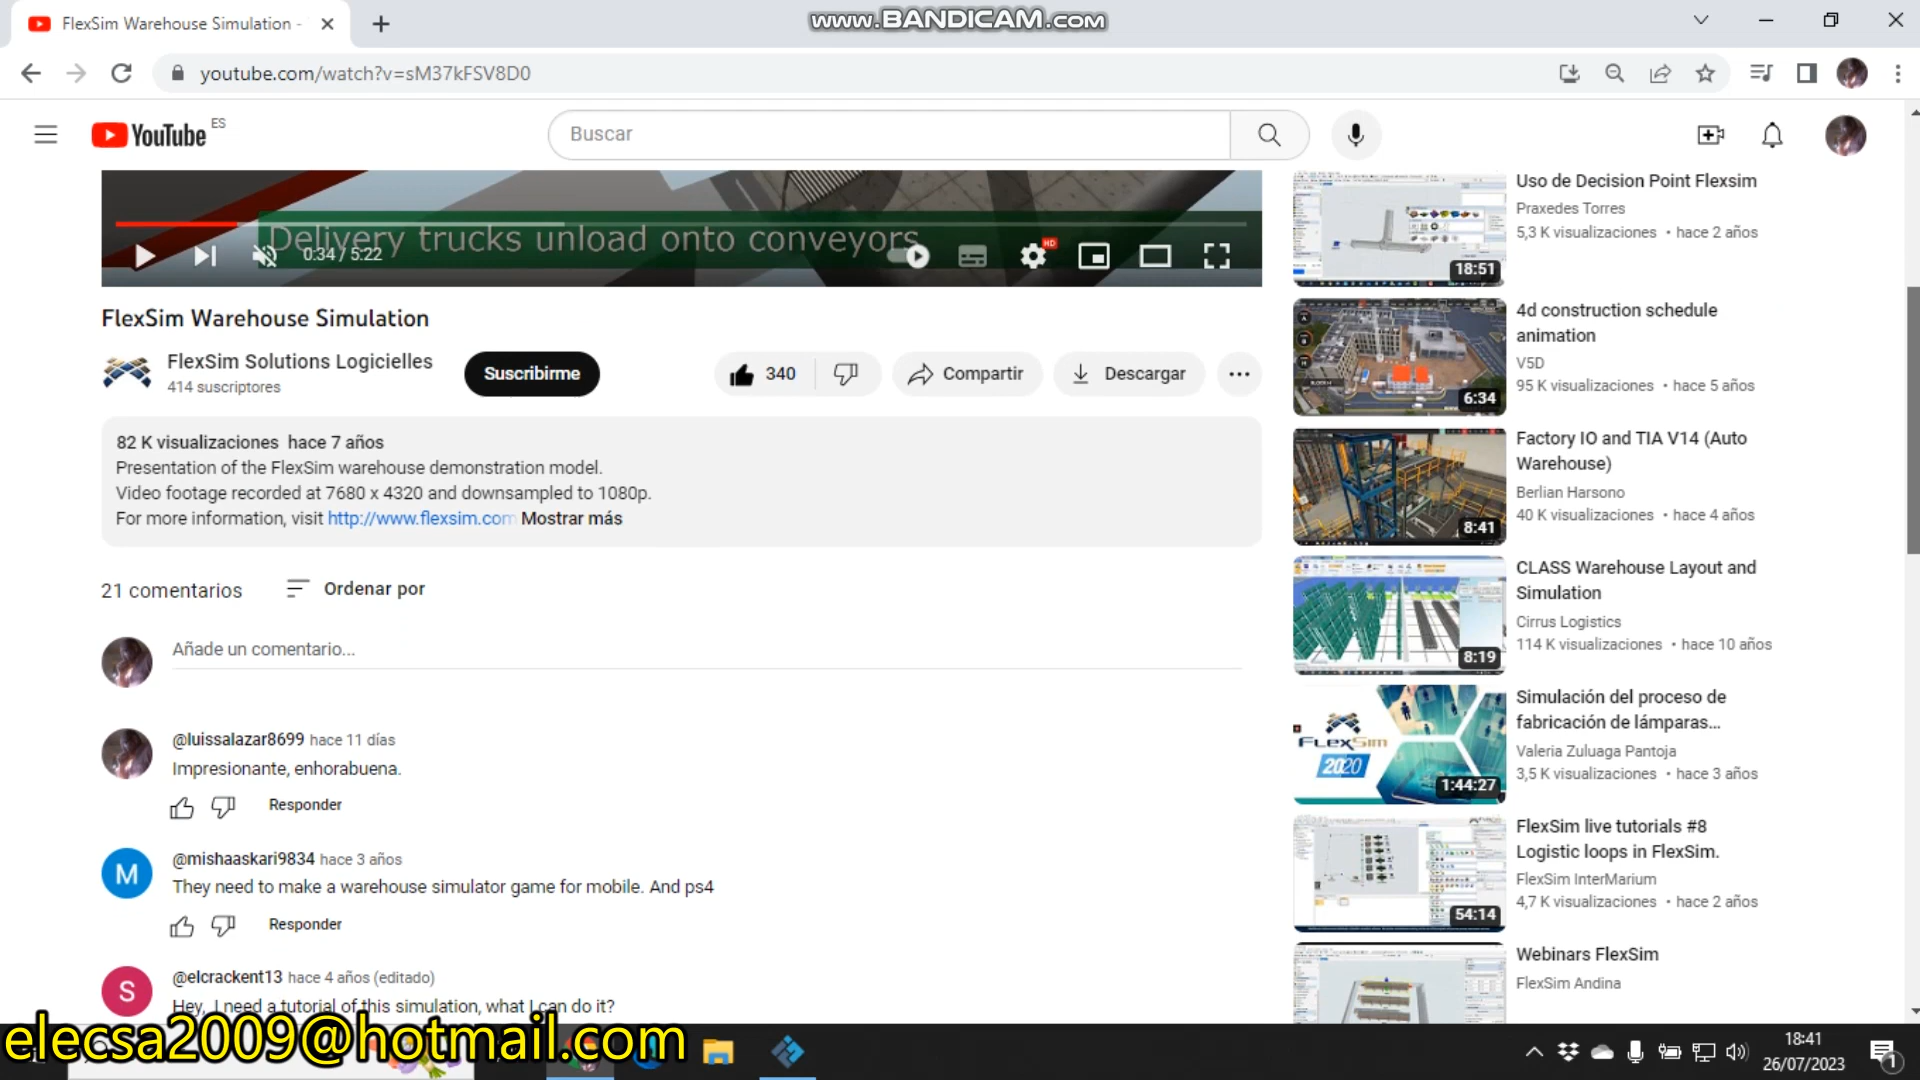 FlexSim Warehouse Simulation -
www.BANDICAM.com
youtube.com/watch?v=sM37kFSV8D0
YouTube ES
Buscar
Delivery trucks unload onto conveyors
0:34 / 5:22
HD
FlexSim Warehouse Simulation
FlexSim Solutions Logicielles
414 suscriptores
Suscribirme
340
Compartir
Descargar
82 K visualizaciones hace 7 años
Presentation of the FlexSim warehouse demonstration model.
Video footage recorded at 7680 x 4320 and downsampled to 1080p.
For more information, visit http://www.flexsim.com Mostrar más
21 comentarios
Ordenar por
Añade un comentario...
@luissalazar8699 hace 11 días
Impresionante, enhorabuena.
Responder
M
@mishaaskari9834 hace 3 años
They need to make a warehouse simulator game for mobile. And ps4
Responder
S
@elcrackent13 hace 4 años (editado)
Hey, I need a tutorial of this simulation, what I can do it?
Uso de Decision Point Flexsim
Praxedes Torres
5,3 K visualizaciones • hace 2 años
18:51
4d construction schedule
animation
V5D
95 K visualizaciones • hace 5 años
6:34
Factory IO and TIA V14 (Auto
Warehouse)
Berlian Harsono
40 K visualizaciones • hace 4 años
8:41
CLASS Warehouse Layout and
Simulation
Cirrus Logistics
114 K visualizaciones • hace 10 años
8:19
Simulación del proceso de
fabricación de lámparas...
Valeria Zuluaga Pantoja
3,5 K visualizaciones • hace 3 años
FLEXSIM
2020
1:44:27
FlexSim live tutorials #8
Logistic loops in FlexSim.
FlexSim InterMarium
4,7 K visualizaciones • hace 2 años
54:14
Webinars FlexSim
FlexSim Andina
elecsa2009@hotmail.com
18:41
26/07/2023
1